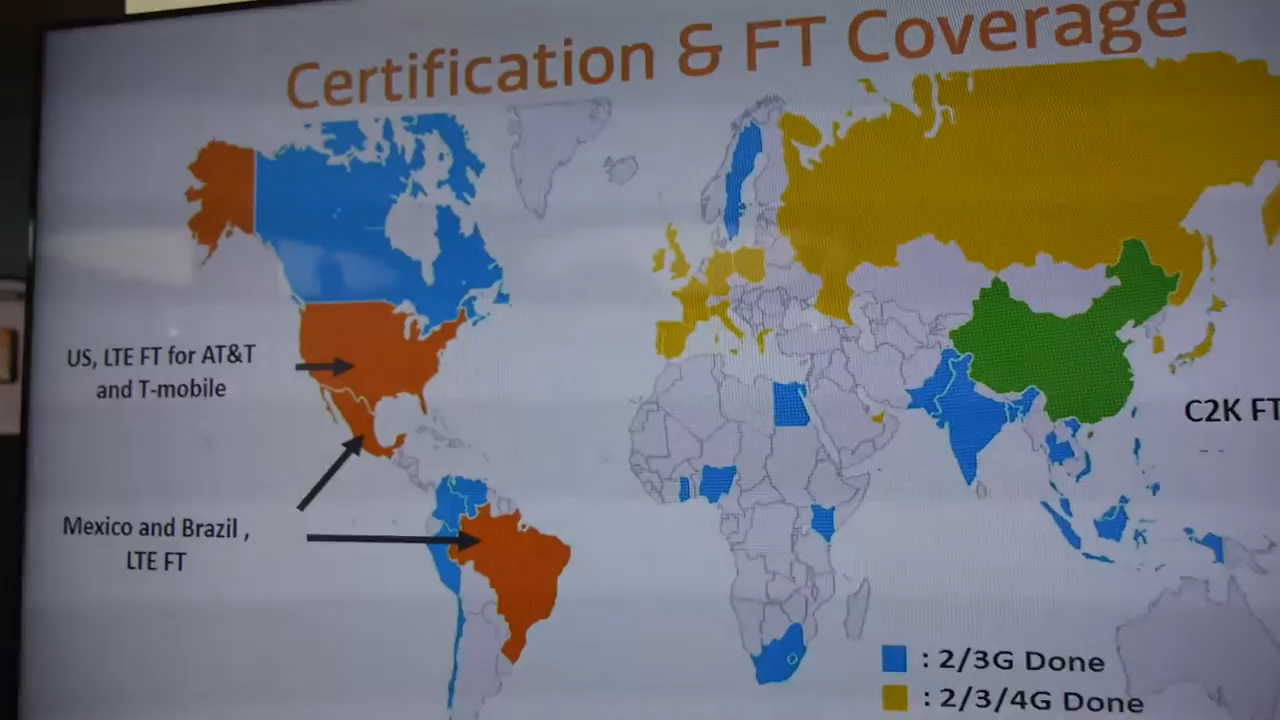 Certification & FT Coverage
US, LTE FT for AT&T
and T-mobile
C2K FT
Mexico and Brazil ,
LTE FT
: 2/3G Done
: 2/3/4G Done